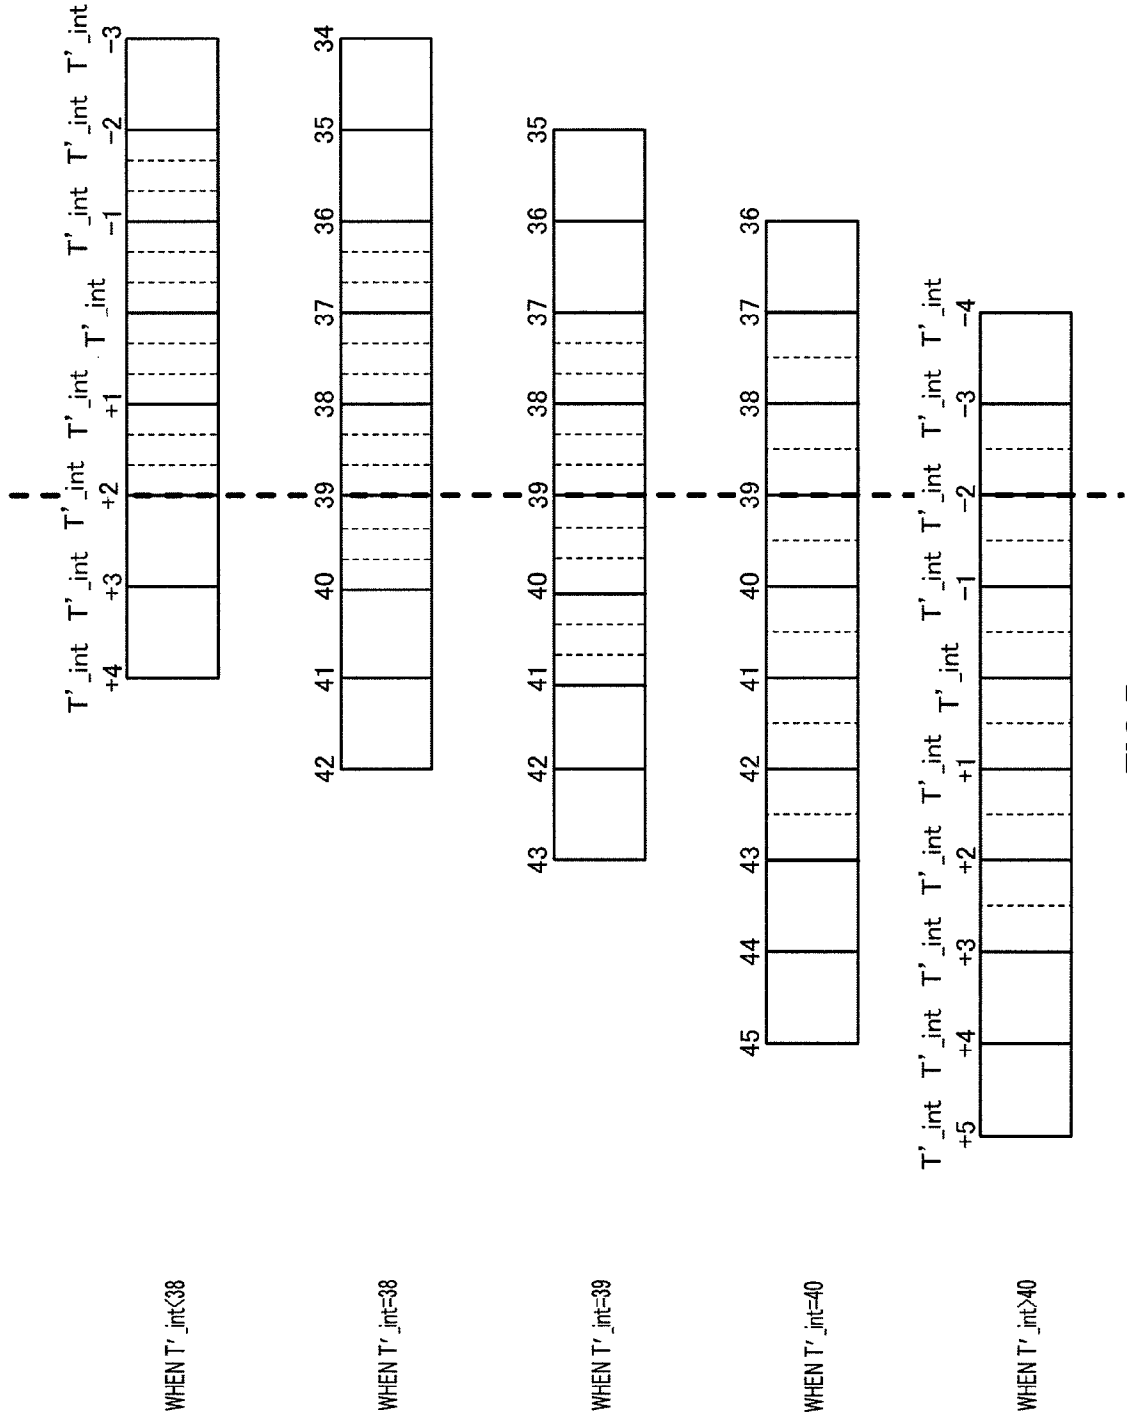 T'_int T'_int T'_int T'_int T'_int T'_int T'_int T'_int
+4 +3 +2 +1 -1 -2 -3
WHEN T'_int<38
42 41 40 39 38 37 36 35 34
WHEN T'_int=38
43 42 41 40 39 38 37 36 35
WHEN T'_int=39
45 44 43 42 41 40 39 38 37 36
WHEN T'_int=40
T'_int T'_int T'_int T'_int T'_int T'_int T'_int T'_int T'_int T'_int
+5 +4 +3 +2 +1 -1 -2 -3 -4
WHEN T'_int>40